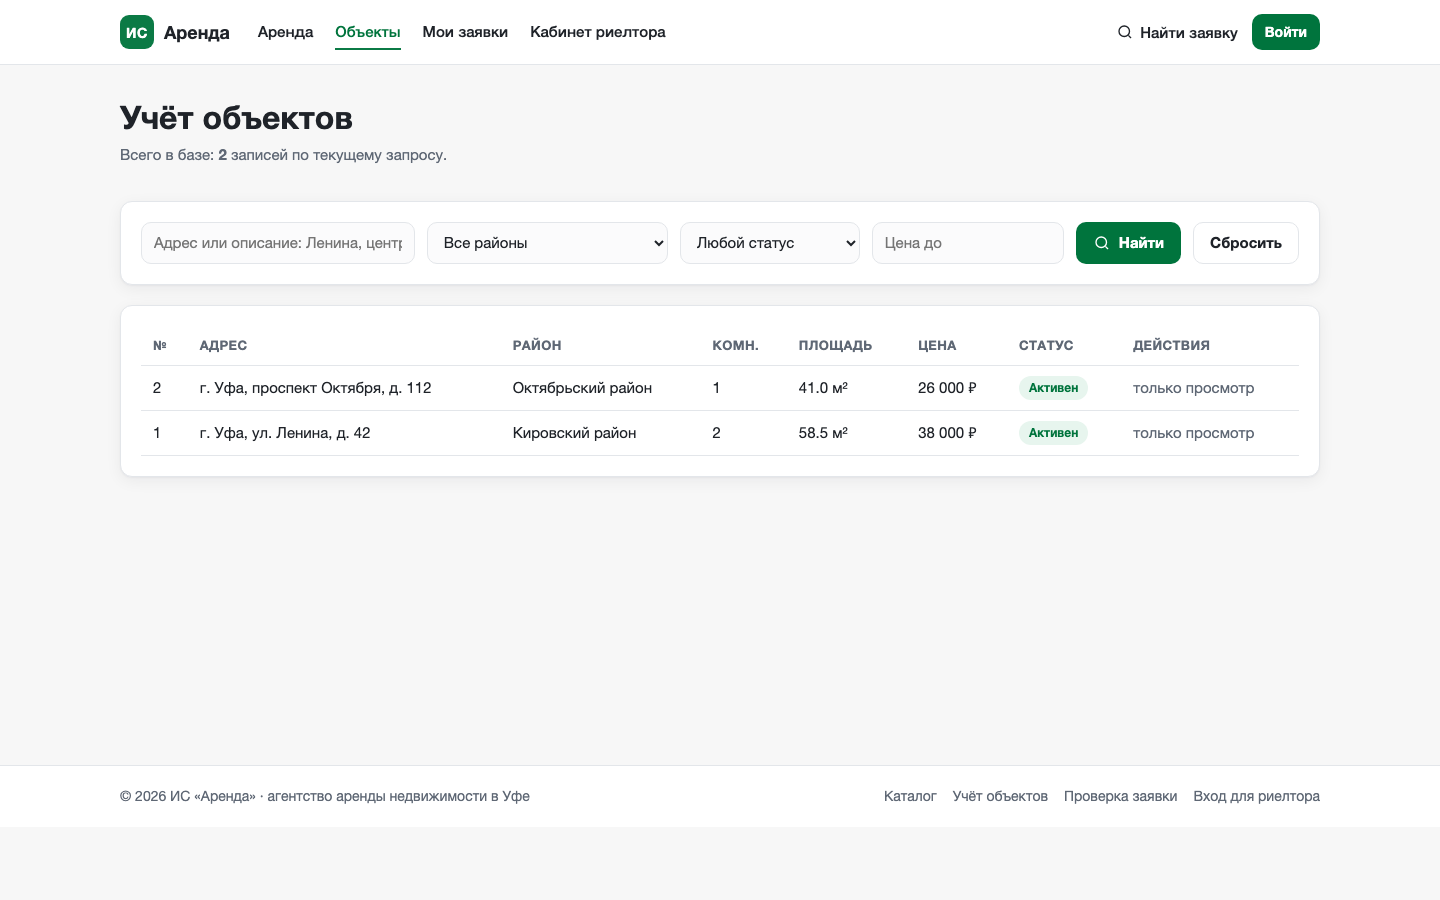 ИС Аренда Аренда Объекты Мои заявки Кабинет риелтора Найти заявку Войти
Учёт объектов
Всего в базе: 2 записей по текущему запросу.
Адрес или описание: Ленина, центр Все районы Любой статус Цена до Найти Сбросить
№ АДРЕС РАЙОН КОМН. ПЛОЩАДЬ ЦЕНА СТАТУС ДЕЙСТВИЯ
2 г. Уфа, проспект Октября, д. 112 Октябрьский район 1 41.0 м² 26 000 ₽ Активен только просмотр
1 г. Уфа, ул. Ленина, д. 42 Кировский район 2 58.5 м² 38 000 ₽ Активен только просмотр
© 2026 ИС «Аренда» · агентство аренды недвижимости в Уфе Каталог Учёт объектов Проверка заявки Вход для риелтора